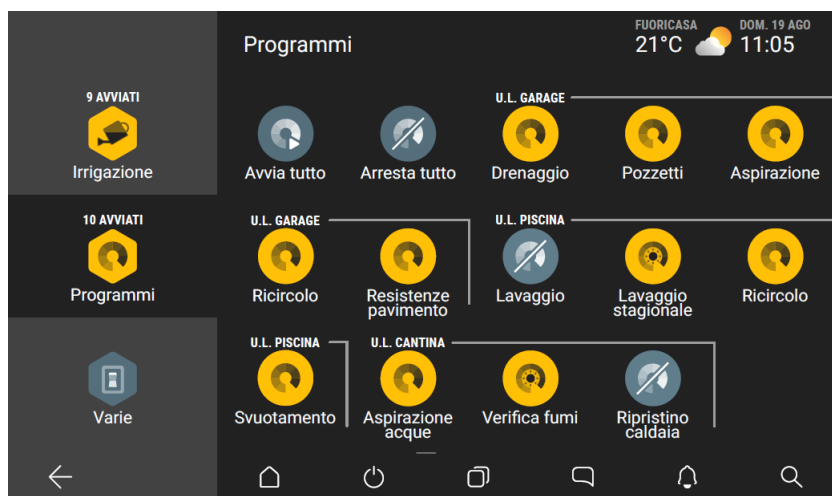 Programmi
FUORICASA
21°C
DOM. 19 AGO
11:05
9 AVVIATI
Irrigazione
10 AVVIATI
Programmi
Varie
Avvia tutto
Arresta tutto
U.L. GARAGE
Drenaggio
Pozzetti
Aspirazione
U.L. GARAGE
Ricircolo
Resistenze
pavimento
U.L. PISCINA
Lavaggio
Lavaggio
stagionale
Ricircolo
U.L. PISCINA
Svuotamento
U.L. CANTINA
Aspirazione
acque
Verifica fumi
Ripristino
caldaia